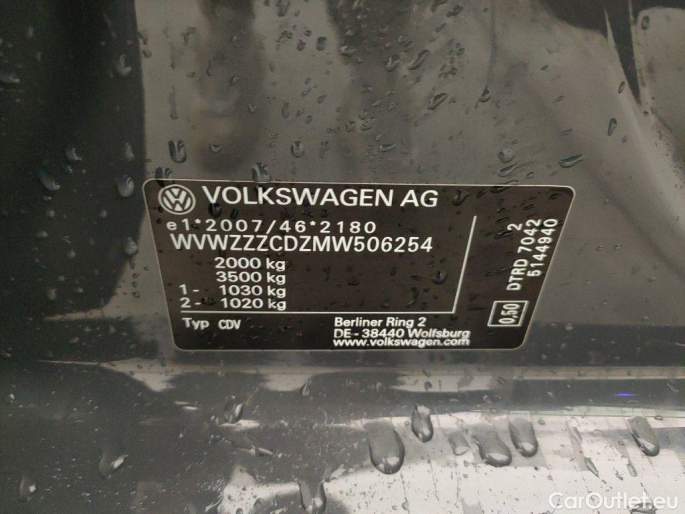 VOLKSWAGEN AG
e1*2007/46*2180
WVWZZZCDZMW506254
2000 kg
3500 kg
1 - 1030 kg
2 - 1020 kg
Typ CDV
Berliner Ring 2
DE - 38440 Wolfsburg
www.volkswagen.com
2
DTRD 7042
5144940
0,50
CarOutlet.eu